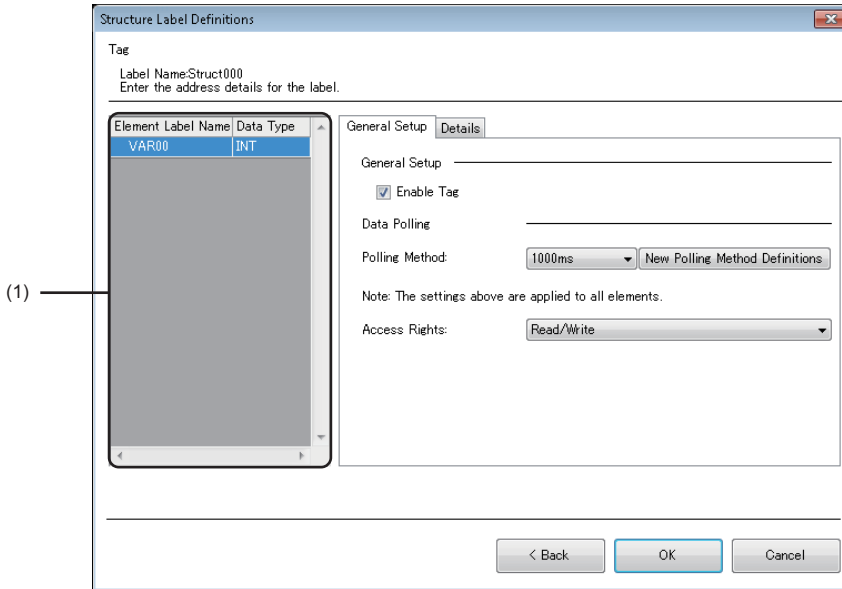 Structure Label Definitions
Tag
Label Name:Struct000
Enter the address details for the label.
Element Label Name Data Type
VAR00 INT
General Setup Details
General Setup
Enable Tag
Data Polling
Polling Method: 1000ms New Polling Method Definitions
(1)
Note: The settings above are applied to all elements.
Access Rights: Read/Write
< Back OK Cancel